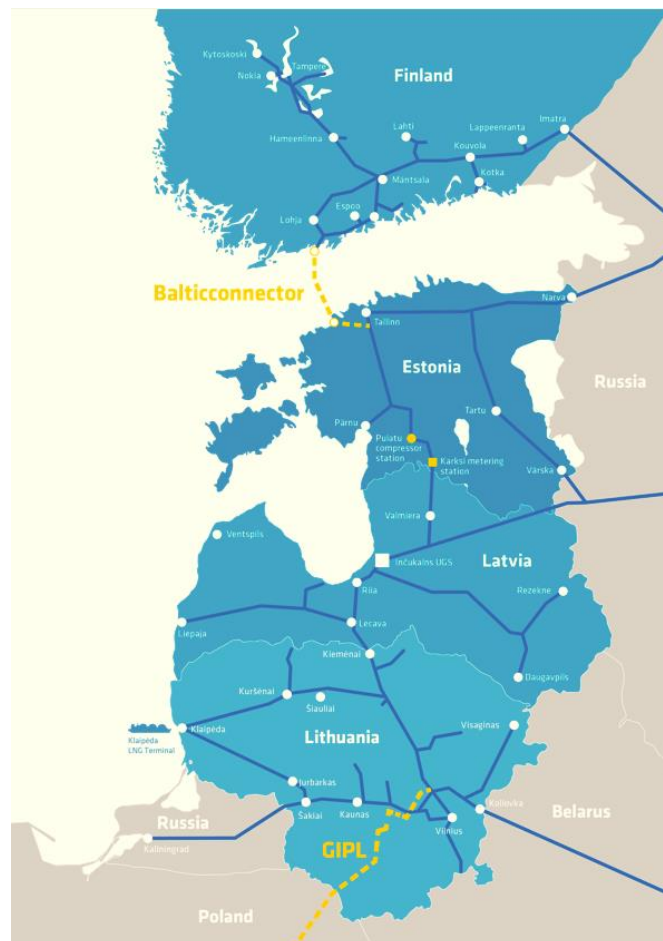 Kytoskoski
Tampere
Nokia
Finland
Imatra
Lahti
Lappeenranta
Hameenlinna
Kouvola
Mäntsälä
Kotka
Espoo
Lohja
Balticconnector
Narva
Tallinn
Estonia
Russia
Tartu
Pärnu
Puiatu
compressor
station
Karksi metering
station
Värska
Valmiera
Ventspils
Inčukalns UGS
Latvia
Rīia
Rezekne
Liepaja
Lecava
Kiemėnai
Daugavpils
Kuršėnai
Šiauliai
Visaginas
Klaipėda
Klaipėda
LNG Terminal
Lithuania
Jurbarkas
Šakiai
Kaunas
Kotlovka
Belarus
Russia
Vilnius
Kaliningrad
GIPL
Poland